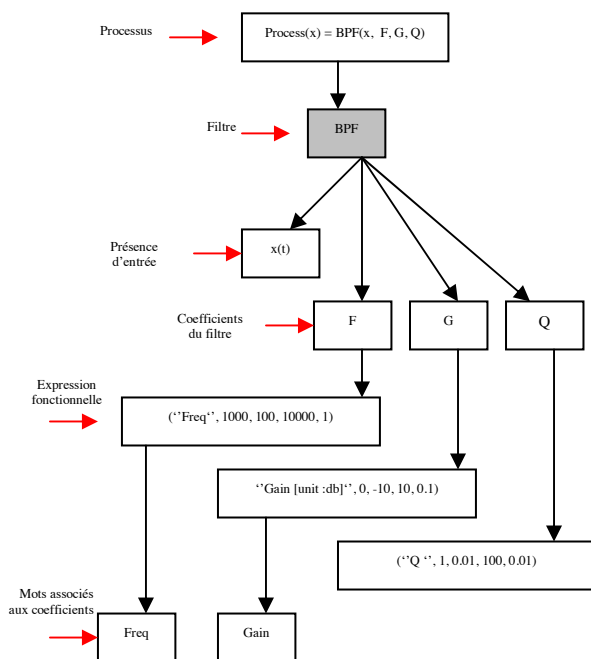 Processus
Process(x) = BPF(x, F, G, Q)
Filtre
BPF
Présence
d’entrée
x(t)
Coefficients
du filtre
F
G
Q
Expression
fonctionnelle
(‘’Freq‘’, 1000, 100, 10000, 1)
‘’Gain [unit :db]‘’, 0, -10, 10, 0.1)
(‘’Q ‘’, 1, 0.01, 100, 0.01)
Mots associés
aux coefficients
Freq
Gain